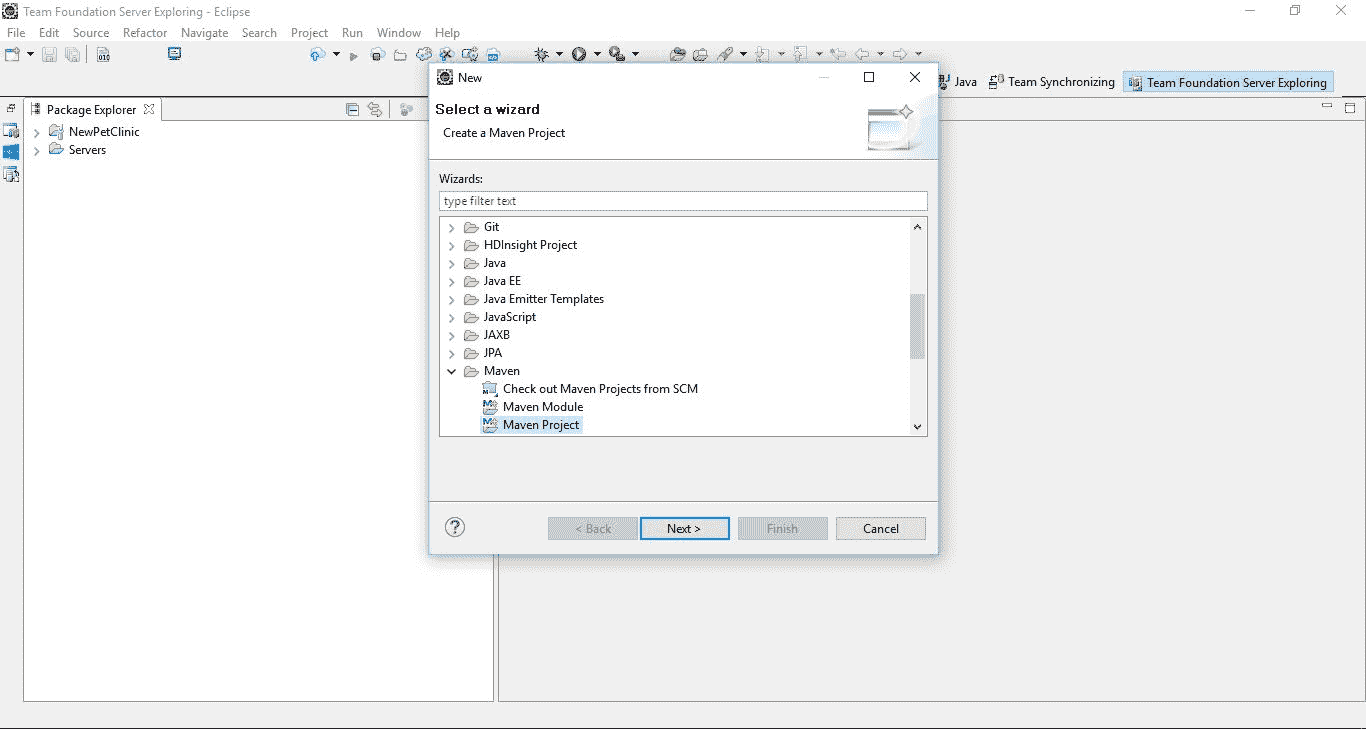 Team Foundation Server Exploring - Eclipse
File Edit Source Refactor Navigate Search Project Run Window Help
Java Team Synchronizing Team Foundation Server Exploring
Package Explorer
NewPetClinic
Servers
New
Select a wizard
Create a Maven Project
Wizards:
type filter text
Git
HDInsight Project
Java
Java EE
Java Emitter Templates
JavaScript
JAXB
JPA
Maven
Check out Maven Projects from SCM
Maven Module
Maven Project
? < Back Next > Finish Cancel